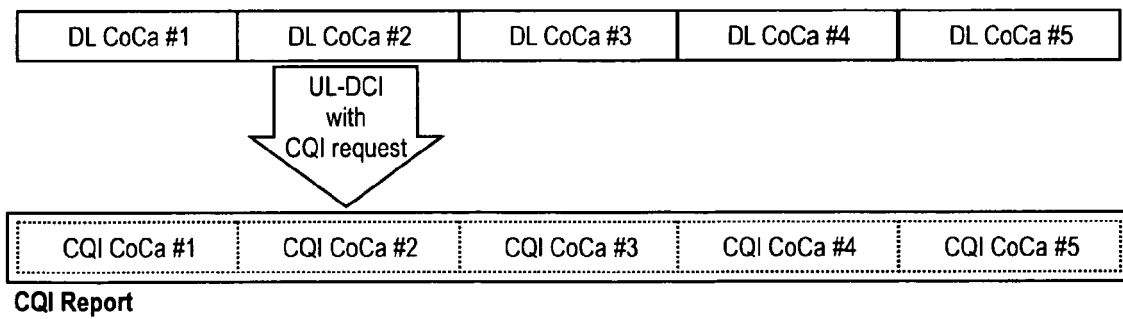 DL CoCa #1 DL CoCa #2 DL CoCa #3 DL CoCa #4 DL CoCa #5
UL-DCI
with
CQI request
CQI CoCa #1 CQI CoCa #2 CQI CoCa #3 CQI CoCa #4 CQI CoCa #5
CQI Report